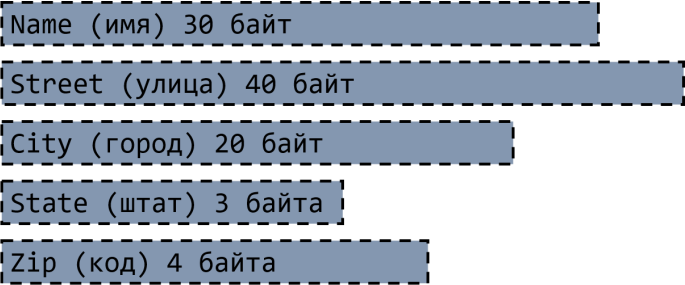 Name (имя) 30 байт
Street (улица) 40 байт
City (город) 20 байт
State (штат) 3 байта
Zip (код) 4 байта